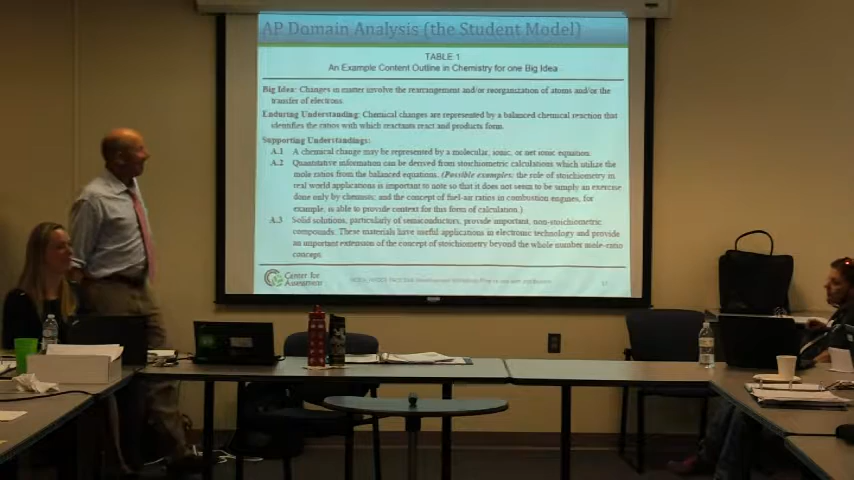 AP Domain Analysis (the Student Model)
TABLE 1
An Example Content Outline in Chemistry for one Big Idea
Big Idea: Changes in matter involve the rearrangement and/or reorganization of atoms and/or the
transfer of electrons.
Enduring Understanding: Chemical changes are represented by a balanced chemical reaction that
identifies the ratios with which reactants react and products form.
Supporting Understandings:
A.1 A chemical change may be represented by a molecular, ionic, or net ionic equation.
A.2 Quantitative information can be derived from stoichiometric calculations which utilize the
mole ratios from the balanced equations. (Possible examples: the role of stoichiometry in
real world applications is important to note so that it does not seem to be simply an exercise
done only by chemists; and the concept of fuel-air ratios in combustion engines, for
example, is able to provide context for this form of calculation.)
A.3 Solid solutions, particularly of semiconductors, provide important, non-stoichiometric
compounds. These materials have useful applications in electronic technology and provide
an important extension of the concept of stoichiometry beyond the whole number mole-ratio
concept.
Center for
Assessment